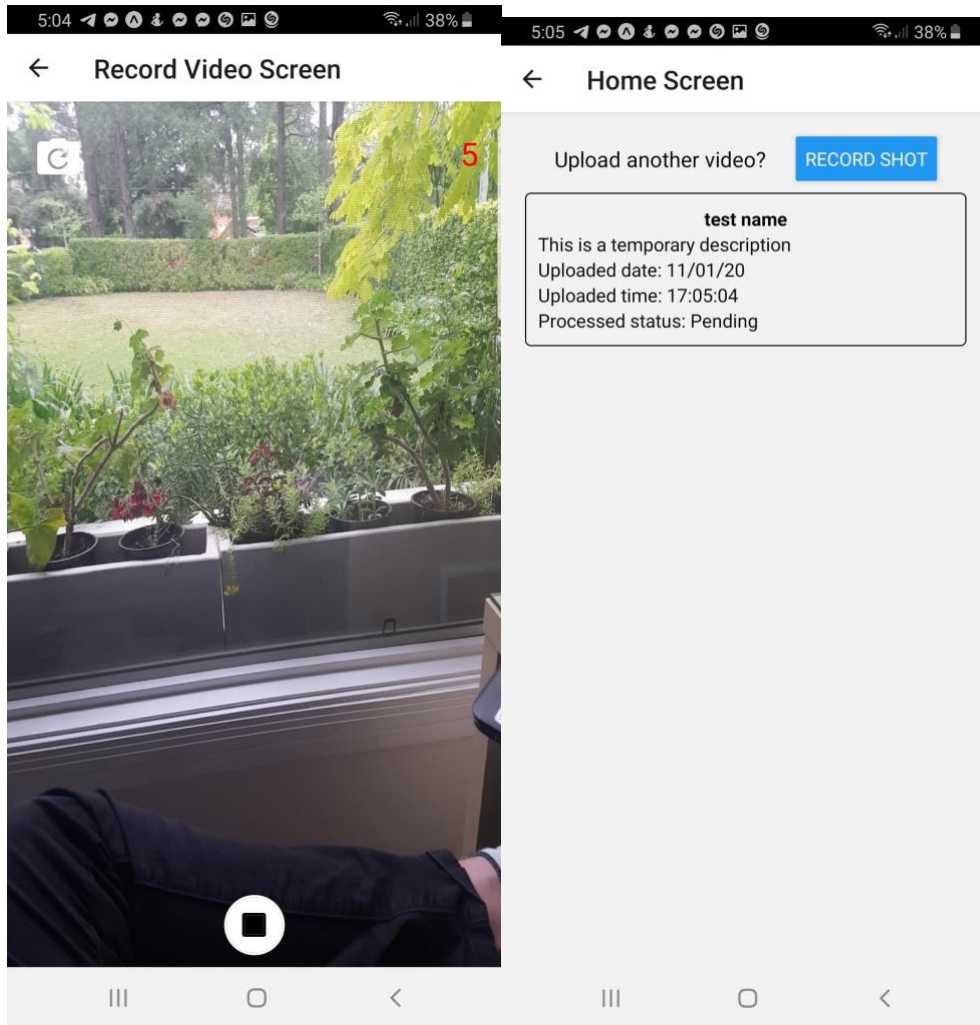 5:04
38%
Record Video Screen
5
5:05
38%
Home Screen
Upload another video?
RECORD SHOT
test name
This is a temporary description
Uploaded date: 11/01/20
Uploaded time: 17:05:04
Processed status: Pending